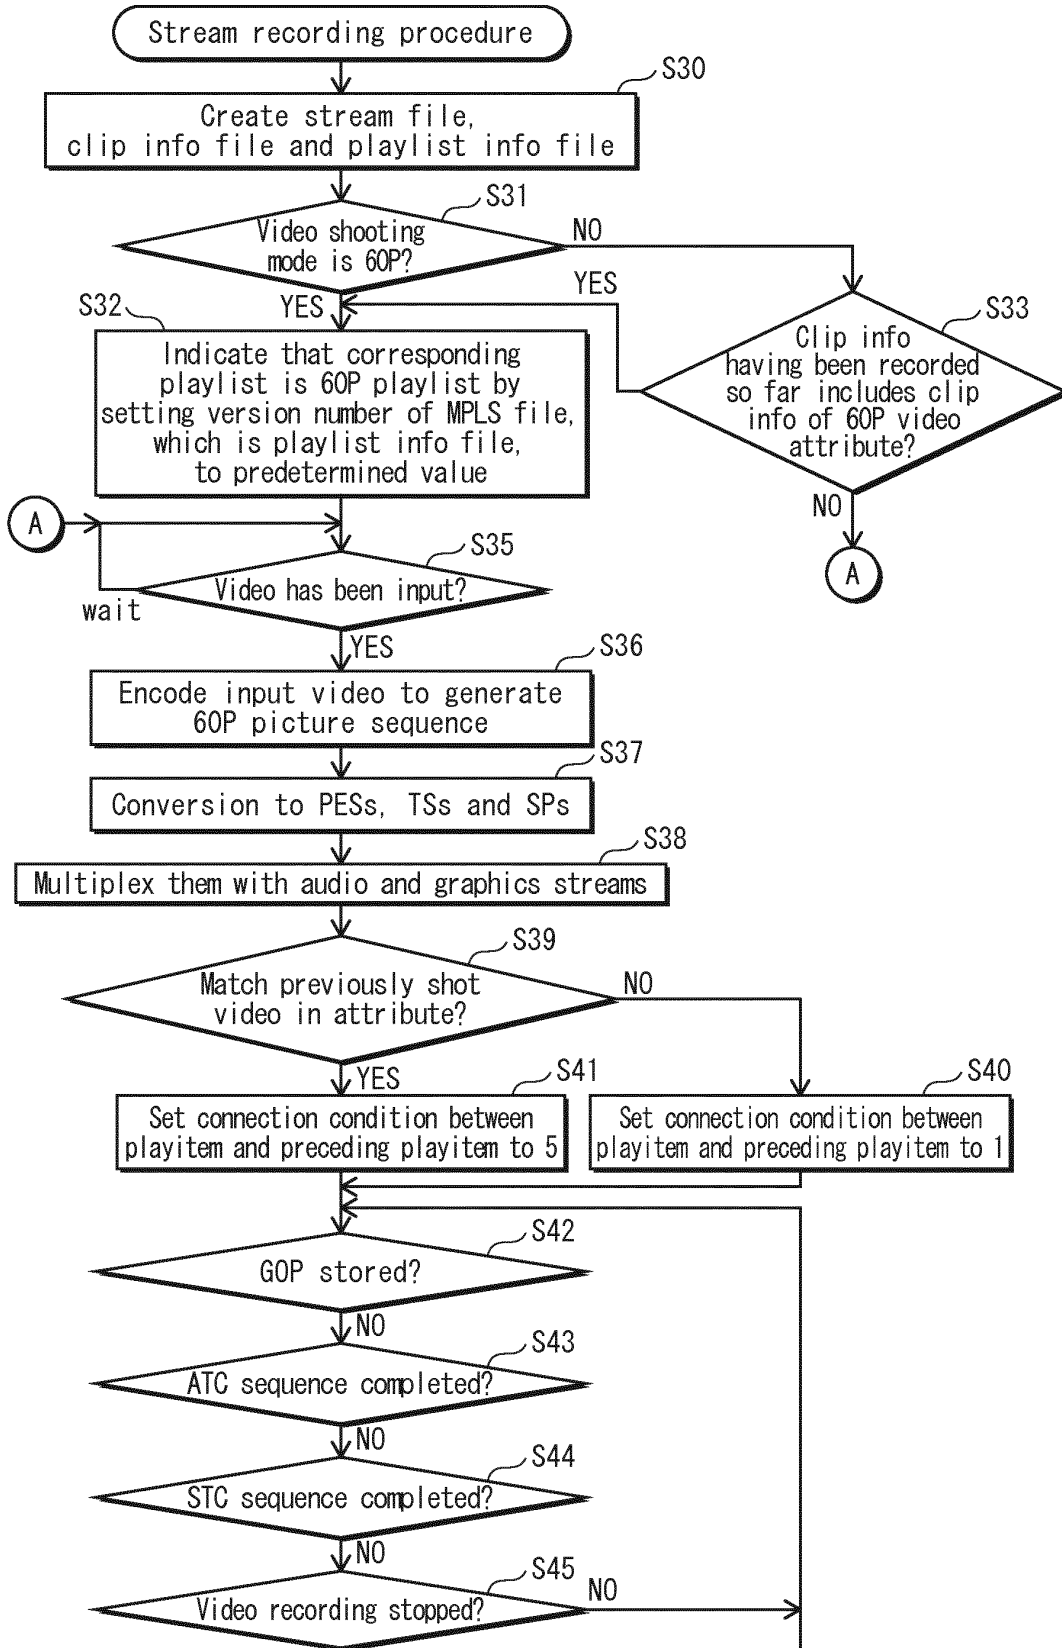 Stream recording procedure
S30
Create stream file,
clip info file and playlist info file
S31
Video shooting
mode is 60P?
NO
YES
YES
S32
Indicate that corresponding
playlist is 60P playlist by
setting version number of MPLS file,
which is playlist info file,
to predetermined value
S33
Clip info
having been recorded
so far includes clip
info of 60P video
attribute?
NO
A
A
S35
Video has been input?
wait
YES
S36
Encode input video to generate
60P picture sequence
S37
Conversion to PESs, TSs and SPs
S38
Multiplex them with audio and graphics streams
S39
Match previously shot
video in attribute?
NO
YES
S41
Set connection condition between
playitem and preceding playitem to 5
S40
Set connection condition between
playitem and preceding playitem to 1
S42
GOP stored?
NO
S43
ATC sequence completed?
NO
S44
STC sequence completed?
NO
S45
Video recording stopped?
NO